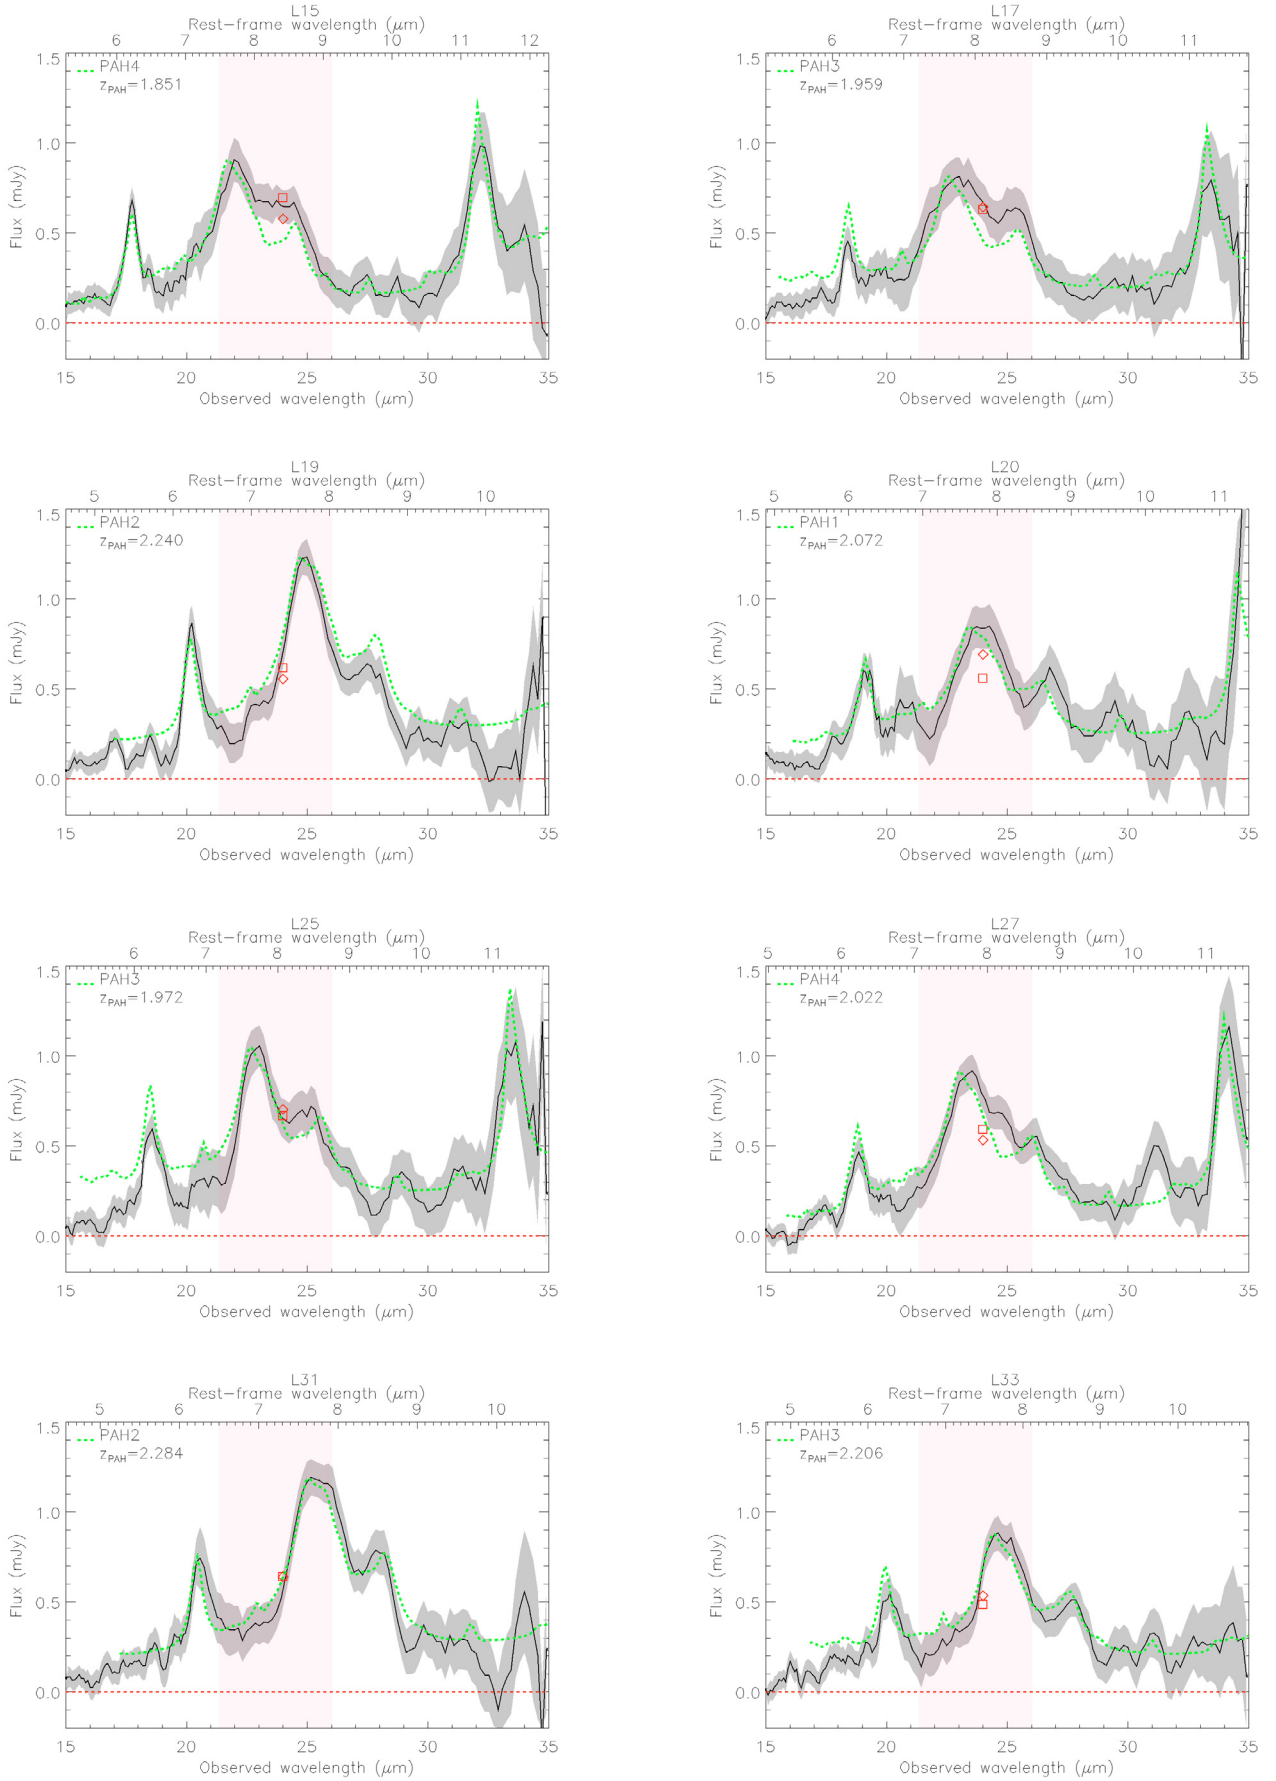 L15
Rest-frame wavelength (μm)
6 7 8 9 10 11 12
1.5
PAH4
zPAH=1.851
1.0
Flux (mJy)
0.5
0.0
15 20 25 30 35
Observed wavelength (μm)
L17
Rest-frame wavelength (μm)
6 7 8 9 10 11
1.5
PAH3
zPAH=1.959
1.0
Flux (mJy)
0.5
0.0
15 20 25 30 35
Observed wavelength (μm)
L19
Rest-frame wavelength (μm)
5 6 7 8 9 10
1.5
PAH2
zPAH=2.240
1.0
Flux (mJy)
0.5
0.0
15 20 25 30 35
Observed wavelength (μm)
L20
Rest-frame wavelength (μm)
5 6 7 8 9 10 11
1.5
PAH1
zPAH=2.072
1.0
Flux (mJy)
0.5
0.0
15 20 25 30 35
Observed wavelength (μm)
L25
Rest-frame wavelength (μm)
6 7 8 9 10 11
1.5
PAH3
zPAH=1.972
1.0
Flux (mJy)
0.5
0.0
15 20 25 30 35
Observed wavelength (μm)
L27
Rest-frame wavelength (μm)
5 6 7 8 9 10 11
1.5
PAH4
zPAH=2.022
1.0
Flux (mJy)
0.5
0.0
15 20 25 30 35
Observed wavelength (μm)
L31
Rest-frame wavelength (μm)
5 6 7 8 9 10
1.5
PAH2
zPAH=2.284
1.0
Flux (mJy)
0.5
0.0
15 20 25 30 35
Observed wavelength (μm)
L33
Rest-frame wavelength (μm)
5 6 7 8 9 10
1.5
PAH3
zPAH=2.206
1.0
Flux (mJy)
0.5
0.0
15 20 25 30 35
Observed wavelength (μm)